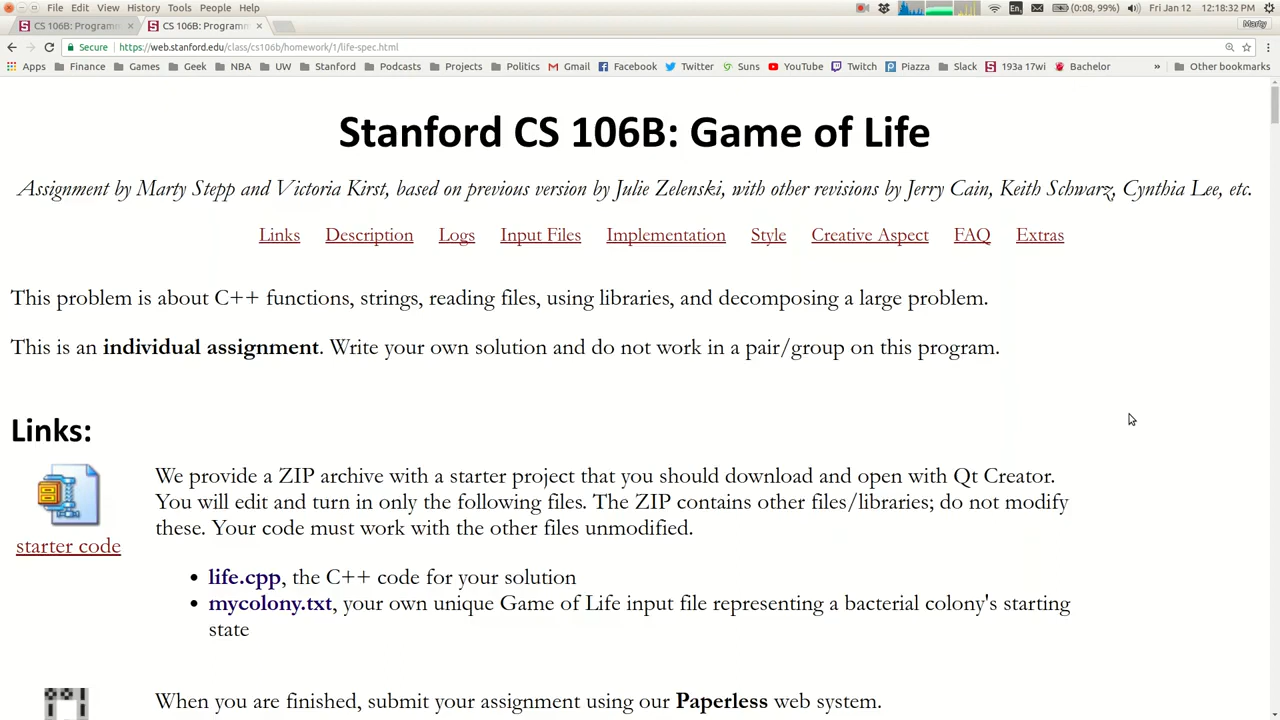 File Edit View History Tools People Help
En (0:08, 99%) Fri Jan 12 12:18:32 PM
CS 106B: Programm CS 106B: Programm Marty
Secure https://web.stanford.edu/class/cs106b/homework/1/life-spec.html
Apps Finance Games Geek NBA UW Stanford Podcasts Projects Politics Gmail Facebook Twitter Suns YouTube Twitch Piazza Slack 193a 17wi Bachelor » Other bookmarks
Stanford CS 106B: Game of Life
Assignment by Marty Stepp and Victoria Kirst, based on previous version by Julie Zelenski, with other revisions by Jerry Cain, Keith Schwarz, Cynthia Lee, etc.
Links Description Logs Input Files Implementation Style Creative Aspect FAQ Extras
This problem is about C++ functions, strings, reading files, using libraries, and decomposing a large problem.
This is an individual assignment. Write your own solution and do not work in a pair/group on this program.
Links:
We provide a ZIP archive with a starter project that you should download and open with Qt Creator.
You will edit and turn in only the following files. The ZIP contains other files/libraries; do not modify
these. Your code must work with the other files unmodified.
starter code
• life.cpp, the C++ code for your solution
• mycolony.txt, your own unique Game of Life input file representing a bacterial colony's starting
state
When you are finished, submit your assignment using our Paperless web system.